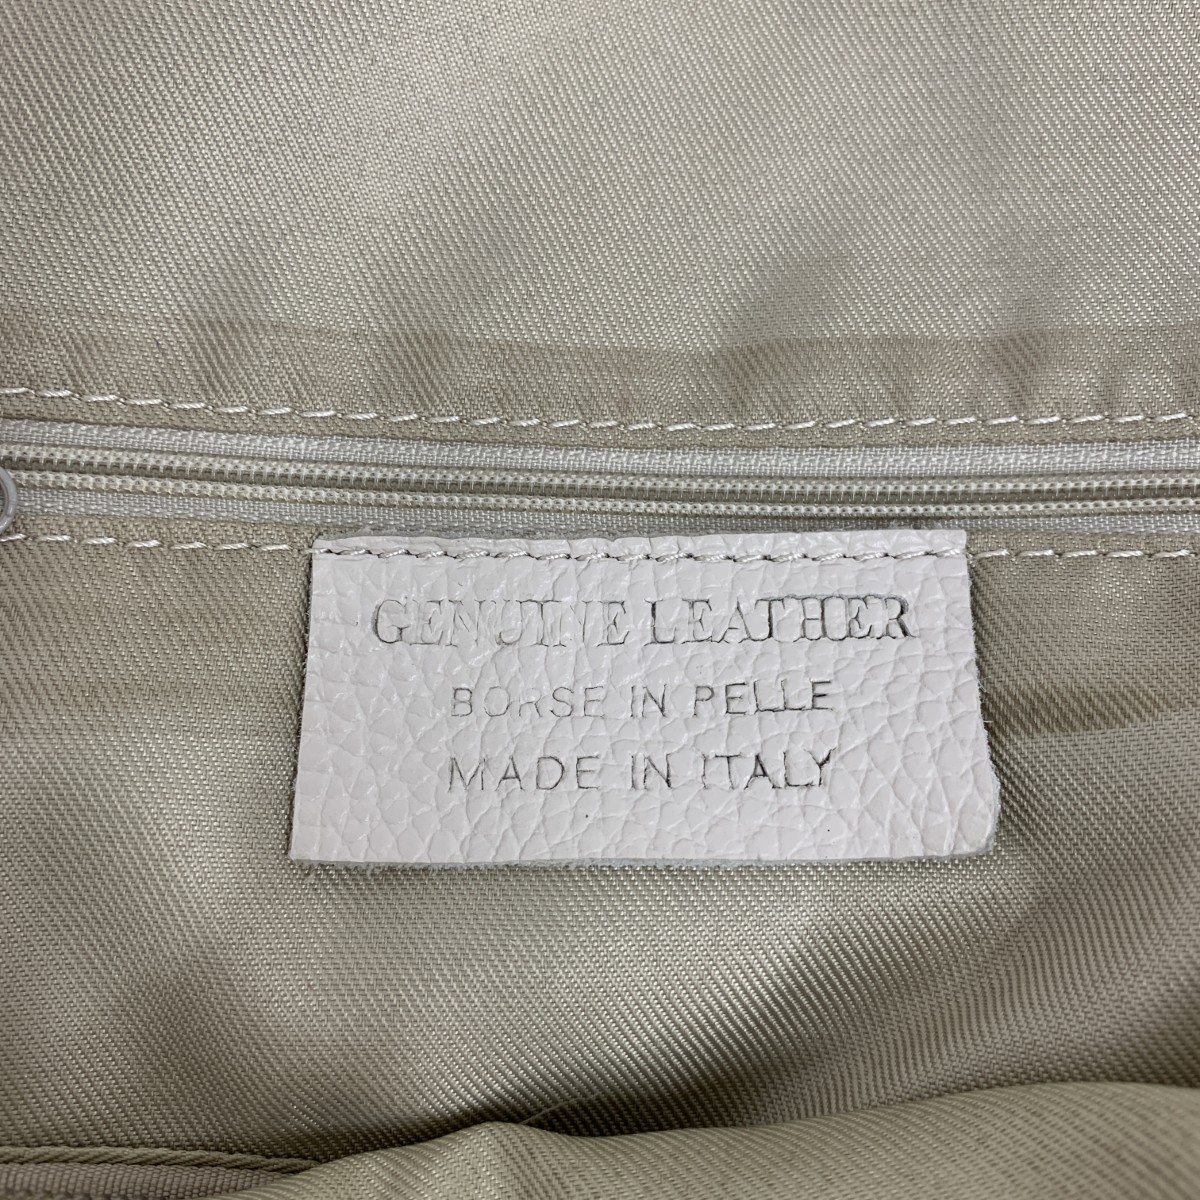 GENUINE LEATHER
BORSE IN PELLE
MADE IN ITALY